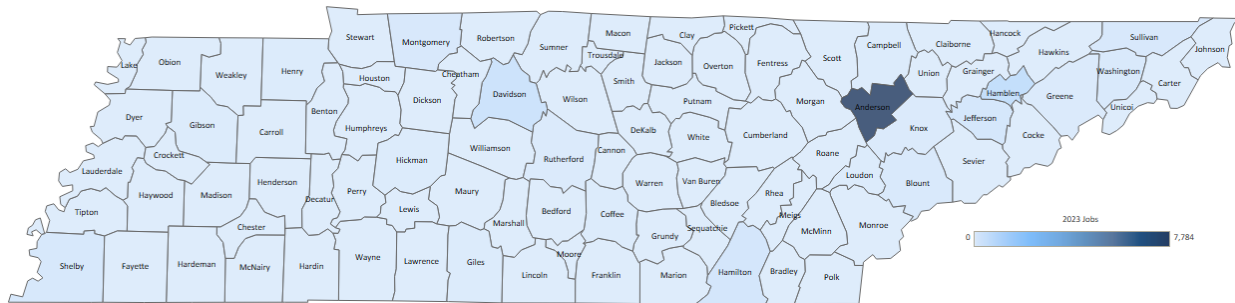 Stewart
Montgomery
Robertson
Sumner
Macon
Trousdale
Clay
Pickett
Jackson
Overton
Fentress
Scott
Campbell
Claiborne
Hancock
Hawkins
Sullivan
Johnson
Lake
Obion
Weakley
Henry
Houston
Cheatham
Smith
Union
Grainger
Washington
Carter
Benton
Dickson
Davidson
Wilson
Putnam
Morgan
Anderson
Hamblen
Greene
Unicoi
Dyer
Gibson
Carroll
Humphreys
DeKalb
White
Cumberland
Knox
Jefferson
Cocke
Crockett
Hickman
Williamson
Rutherford
Cannon
Roane
Sevier
Lauderdale
Haywood
Madison
Henderson
Decatur
Perry
Lewis
Maury
Warren
Van Buren
Bledsoe
Rhea
Loudon
Blount
Tipton
Chester
Marshall
Bedford
Coffee
Grundy
Sequatchie
Meigs
McMinn
Monroe
2023 Jobs
0
7,784
Shelby
Fayette
Hardeman
McNairy
Hardin
Wayne
Lawrence
Giles
Lincoln
Moore
Franklin
Marion
Hamilton
Bradley
Polk